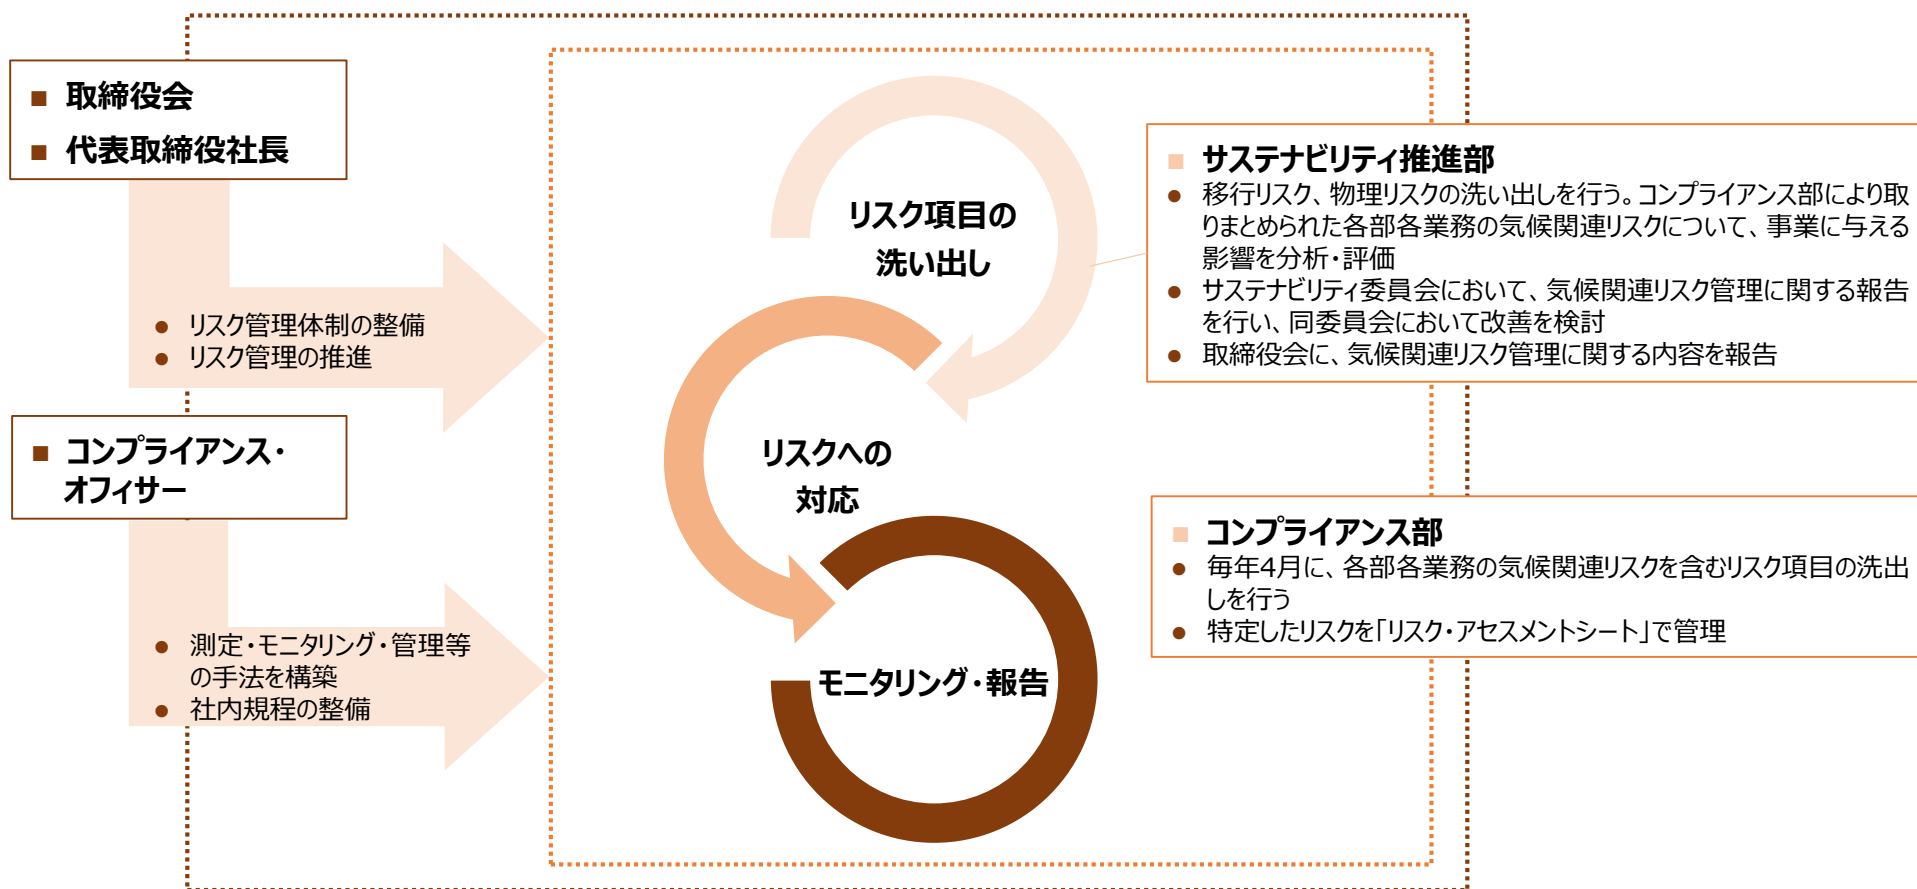 ■ 取締役会
■ 代表取締役社長
● リスク管理体制の整備
● リスク管理の推進
■ コンプライアンス・
オフィサー
● 測定・モニタリング・管理等
の手法を構築
● 社内規程の整備
リスク項目の
洗い出し
リスクへの
対応
モニタリング・報告
■ サステナビリティ推進部
● 移行リスク、物理リスクの洗い出しを行う。コンプライアンス部により取
りまとめられた各部各業務の気候関連リスクについて、事業に与える
影響を分析・評価
● サステナビリティ委員会において、気候関連リスク管理に関する報告
を行い、同委員会において改善を検討
● 取締役会に、気候関連リスク管理に関する内容を報告
■ コンプライアンス部
● 毎年4月に、各部各業務の気候関連リスクを含むリスク項目の洗出
しを行う
● 特定したリスクを「リスク・アセスメントシート」で管理